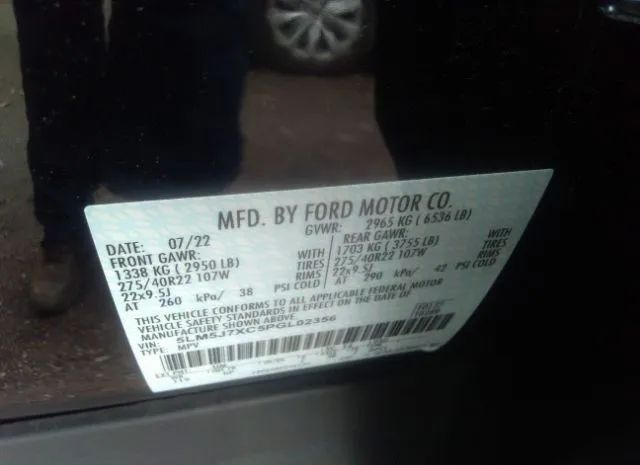 MFD. BY FORD MOTOR CO.
DATE: 07/22 GVWR: 2965 KG ( 6536 LB)
FRONT GAWR: REAR GAWR:
1338 KG ( 2950 LB) 1703 KG ( 3755 LB)
275/40R22 107W TIRES 275/40R22 107W TIRES
22x9.5J RIMS 22x9.5J RIMS
AT 260 kPa/ 38 PSI COLD AT 290 kPa/ 42 PSI COLD
THIS VEHICLE CONFORMS TO ALL APPLICABLE FEDERAL MOTOR
VEHICLE SAFETY STANDARDS IN EFFECT ON THE DATE OF
MANUFACTURE SHOWN ABOVE.
VIN: 5LM5J7XC5PGL02356
TYPE: MPV